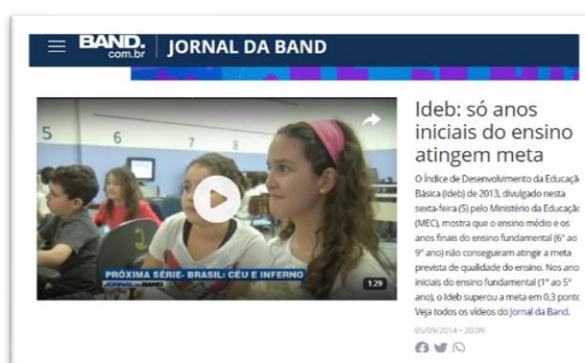 BAND.
com.br
JORNAL DA BAND
5 6 7 8
PRÓXIMA SÉRIE- BRASIL: CÉU E INFERNO
JORNAL DA BAND
1:29
Ideb: só anos
iniciais do ensino
atingem meta
O Índice de Desenvolvimento da Educaçã
Básica (Ideb) de 2013, divulgado nesta
sexta-feira (5) pelo Ministério da Educaçã
(MEC), mostra que o ensino médio e os
anos finais do ensino fundamental (6º ao
9º ano) não conseguiram atingir a meta
prevista de qualidade do ensino. Nos ano
iniciais do ensino fundamental (1º ao 5º
ano), o Ideb superou a meta em 0,3 ponto
Veja todos os vídeos do Jornal da Band.
05/09/2014 - 20:09